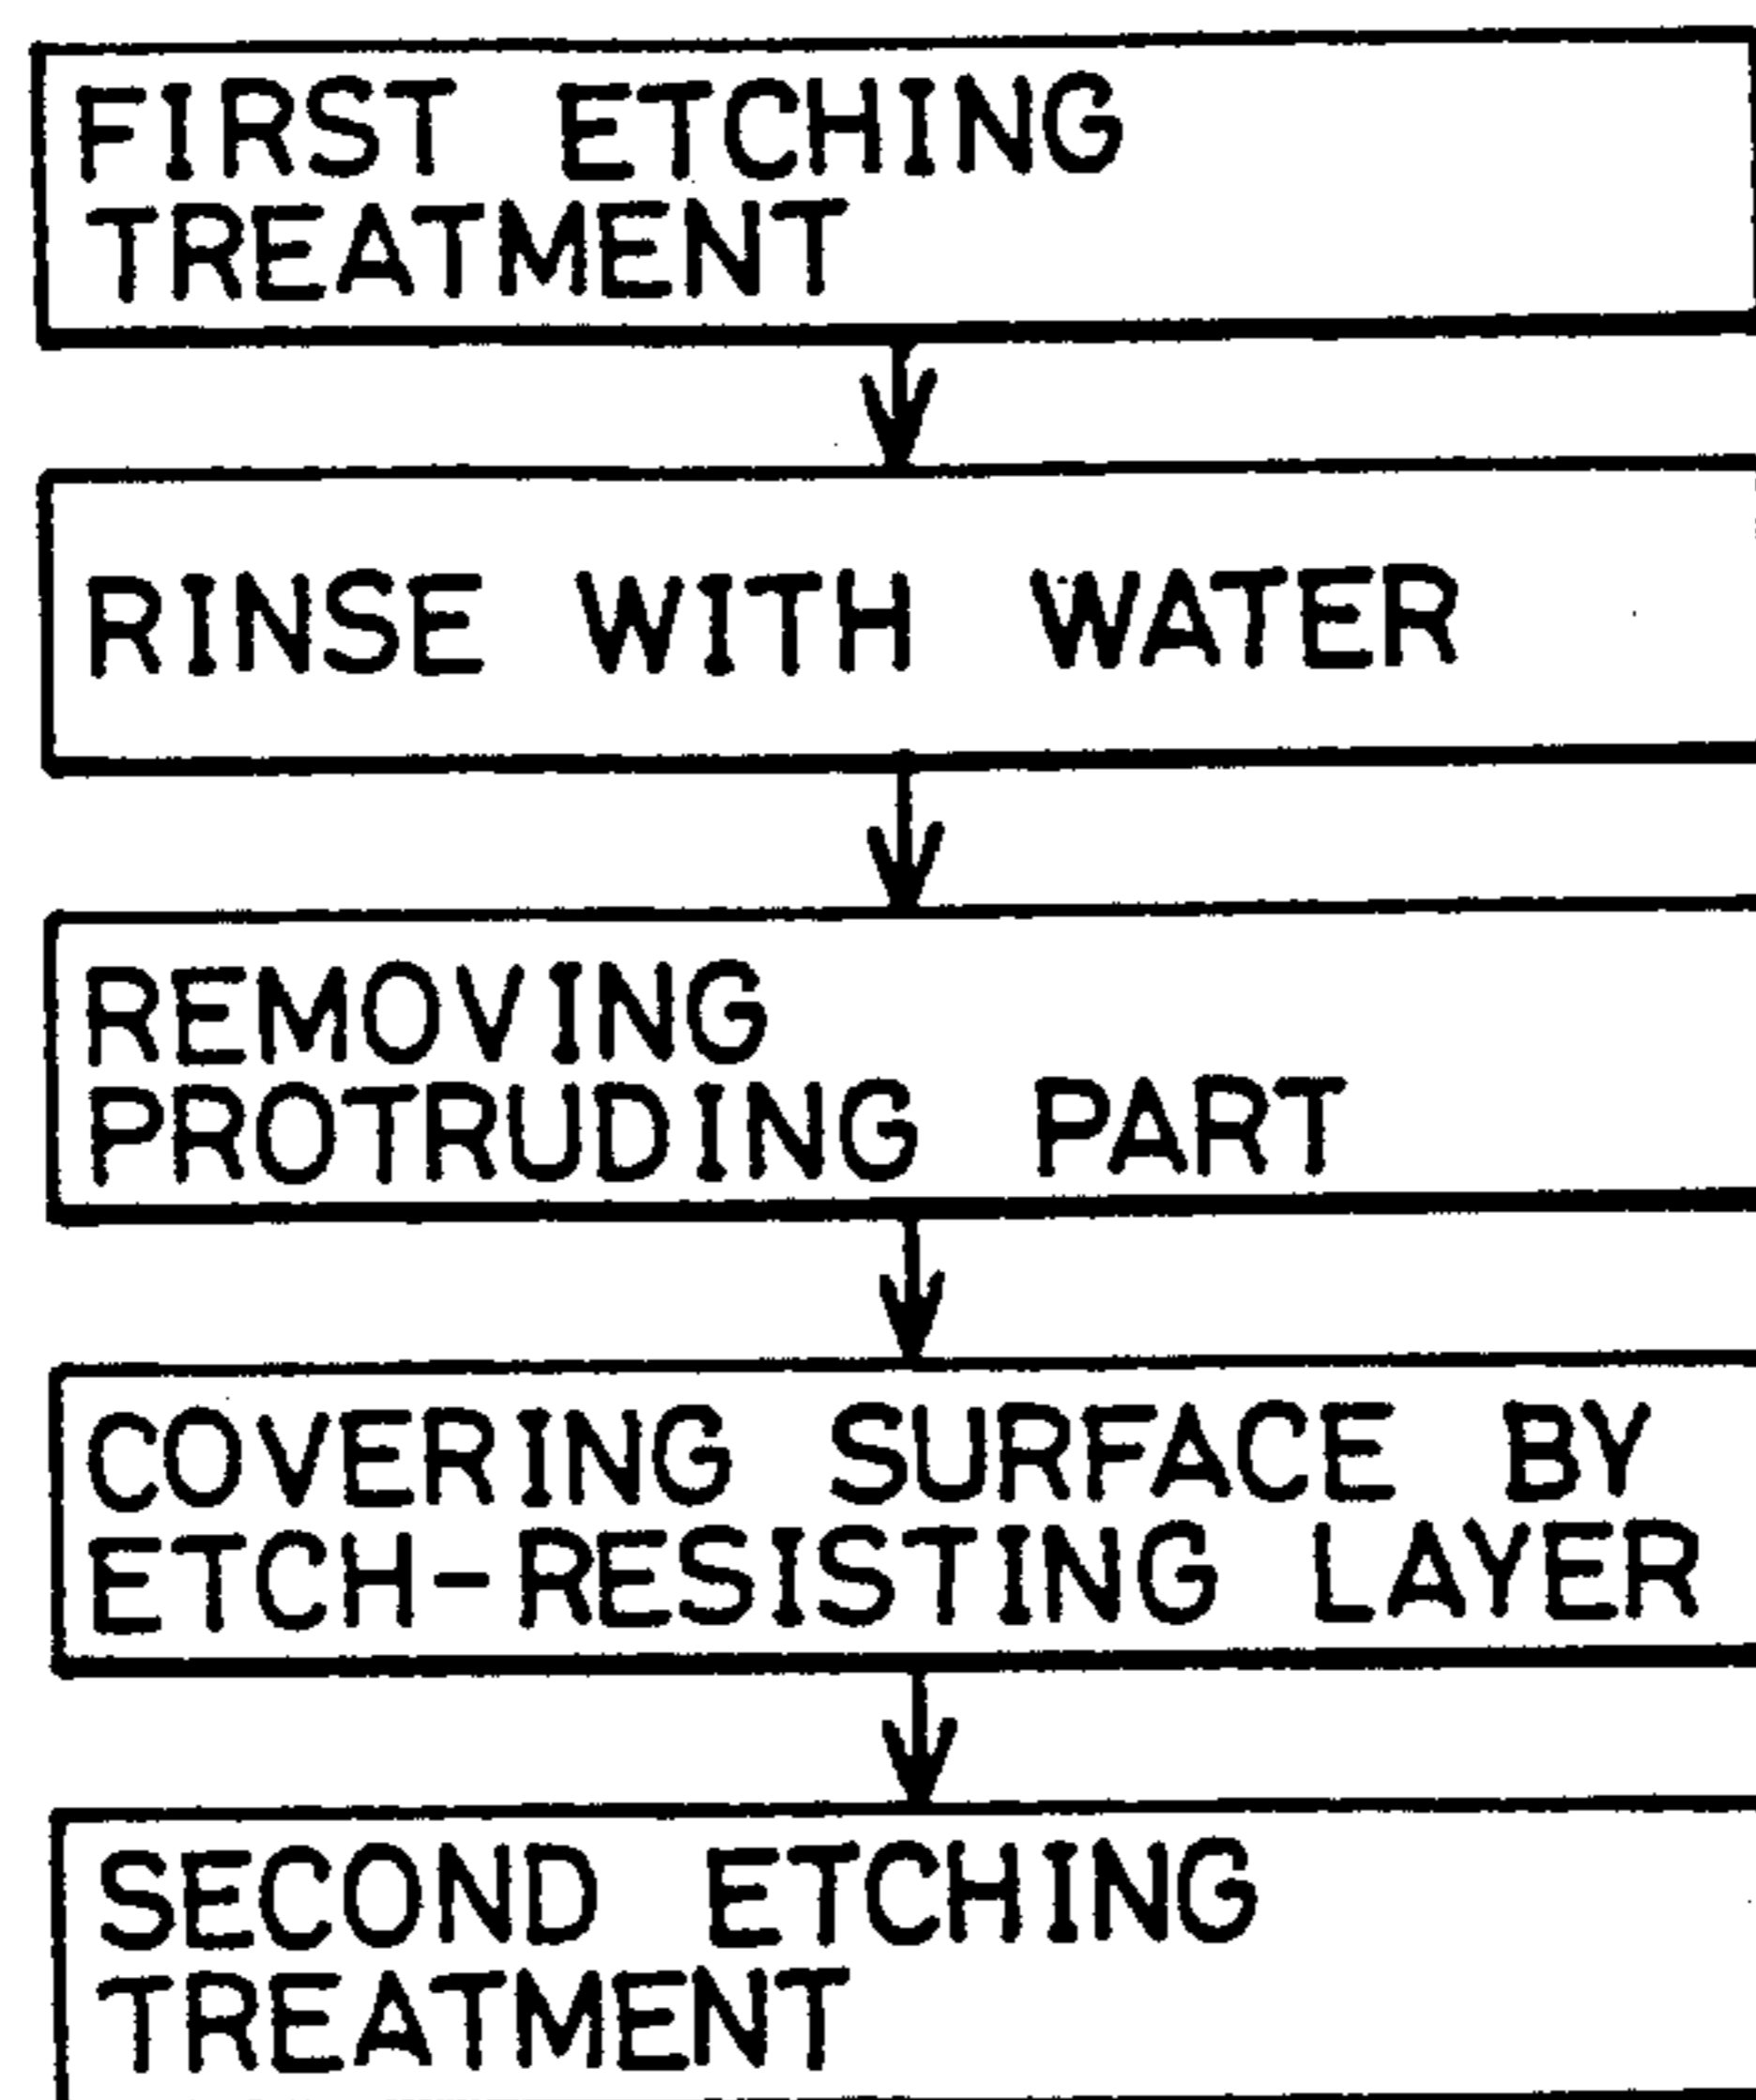 FIRST ETCHING
TREATMENT
RINSE WITH WATER
REMOVING
PROTRUDING PART
COVERING SURFACE BY
ETCH-RESISTING LAYER
SECOND ETCHING
TREATMENT